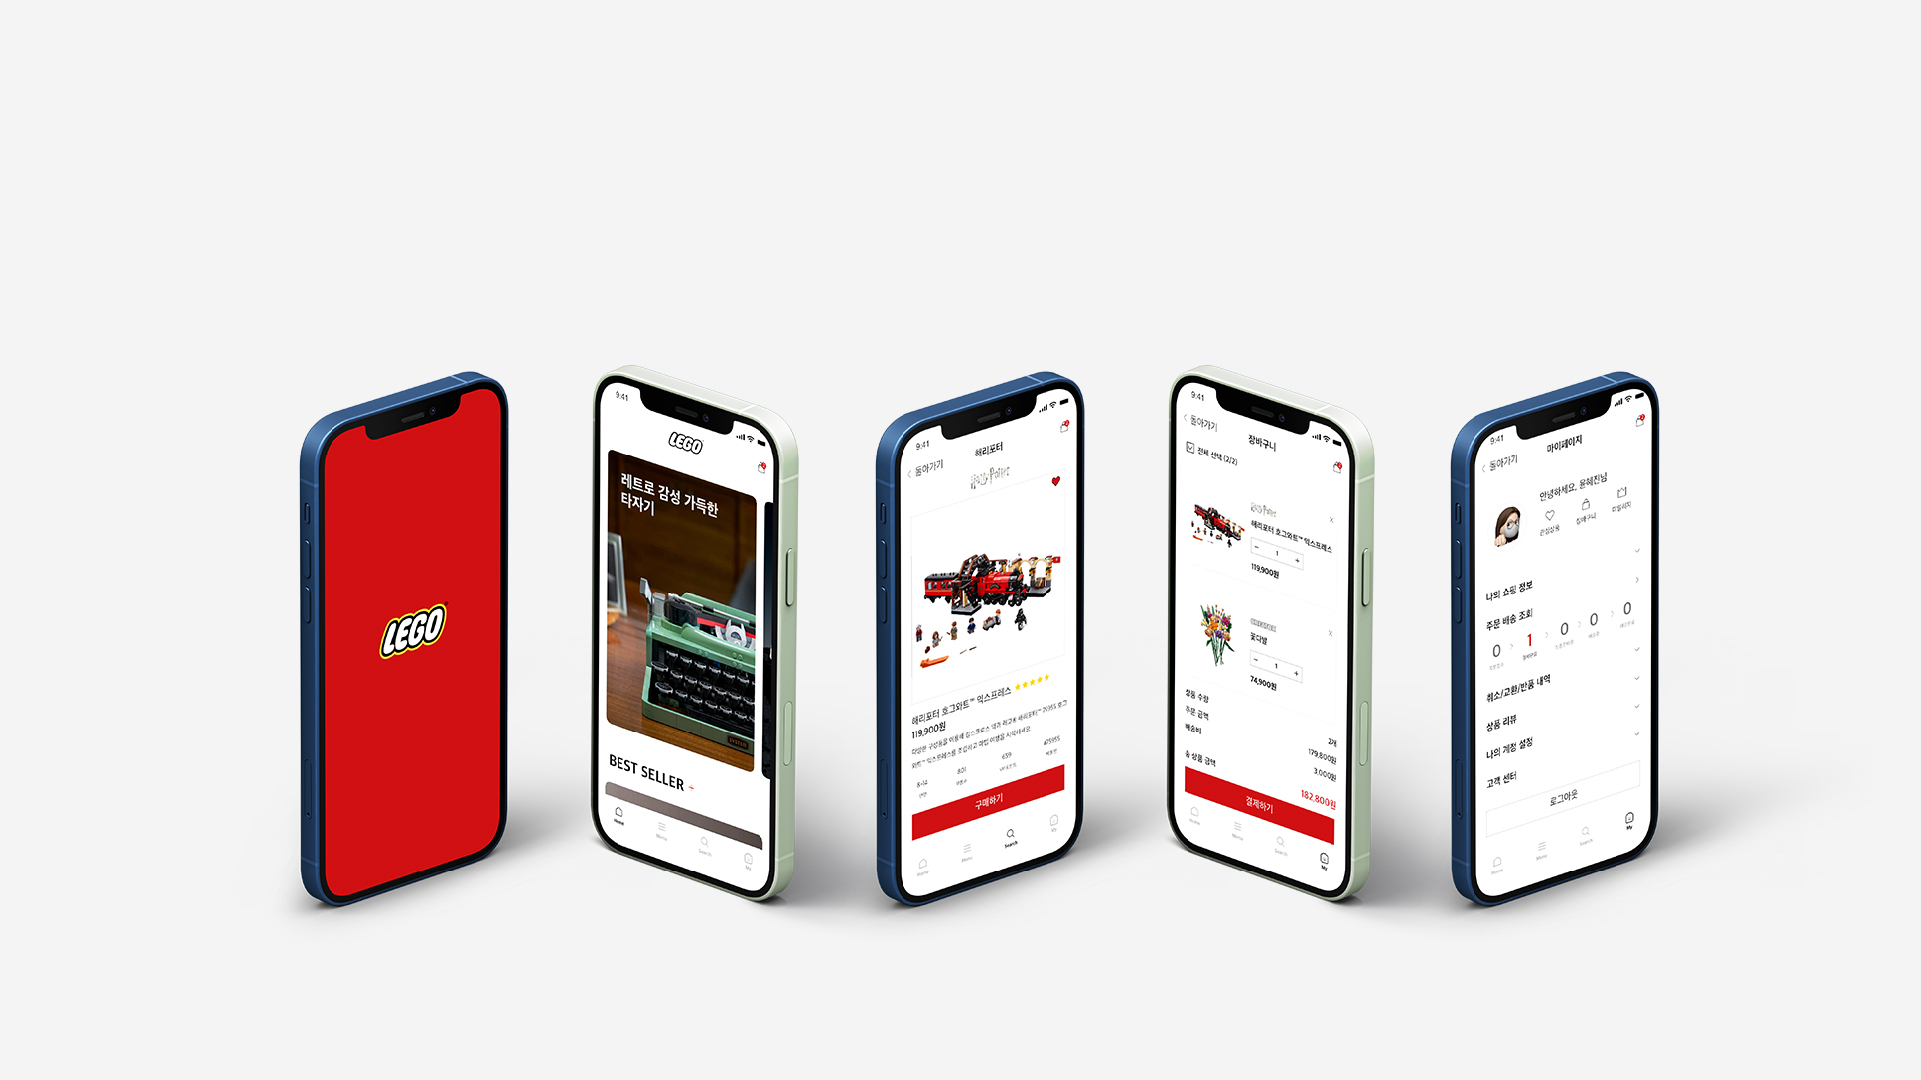 LEGO
9:41
LEGO
레트로 감성 가득한
타자기
BEST SELLER +
Home
Menu
Search
My
9:41
돌아가기
해리포터
Harry Potter
해리포터 호그와트™ 익스프레스
119,900원
801
구매하기
Home
Menu
Search
My
9:41
돌아가기
장바구니
전체 선택 (2/2)
Harry Potter
해리포터 호그와트™ 익스프레스
1
119,900원
꽃다발
1
74,900원
상품 수량
2개
주문 금액
179,800원
배송비
3,000원
총 상품 금액
182,800원
결제하기
Home
Menu
Search
My
9:41
돌아가기
마이페이지
안녕하세요, 윤혜진님
관심상품
장바구니
마일리지
나의 쇼핑 정보
주문 배송 조회
0 1 0 0 0
취소/교환/반품 내역
상품 리뷰
나의 계정 설정
고객 센터
로그아웃
Home
Menu
Search
My